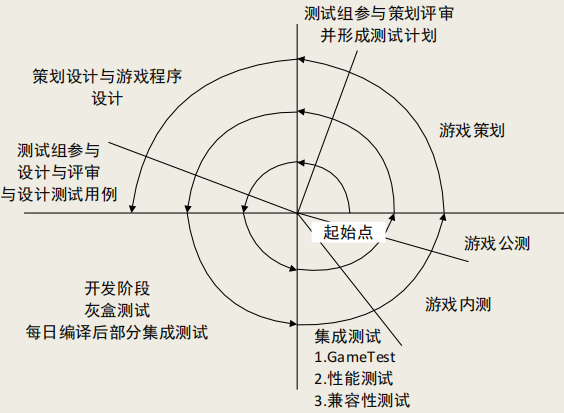 测试组参与策划评审
并形成测试计划
策划设计与游戏程序
设计
游戏策划
测试组参与
设计与评审
与设计测试用例
起始点
游戏公测
开发阶段
灰盒测试
每日编译后部分集成测试
游戏内测
集成测试
1.GameTest
2.性能测试
3.兼容性测试